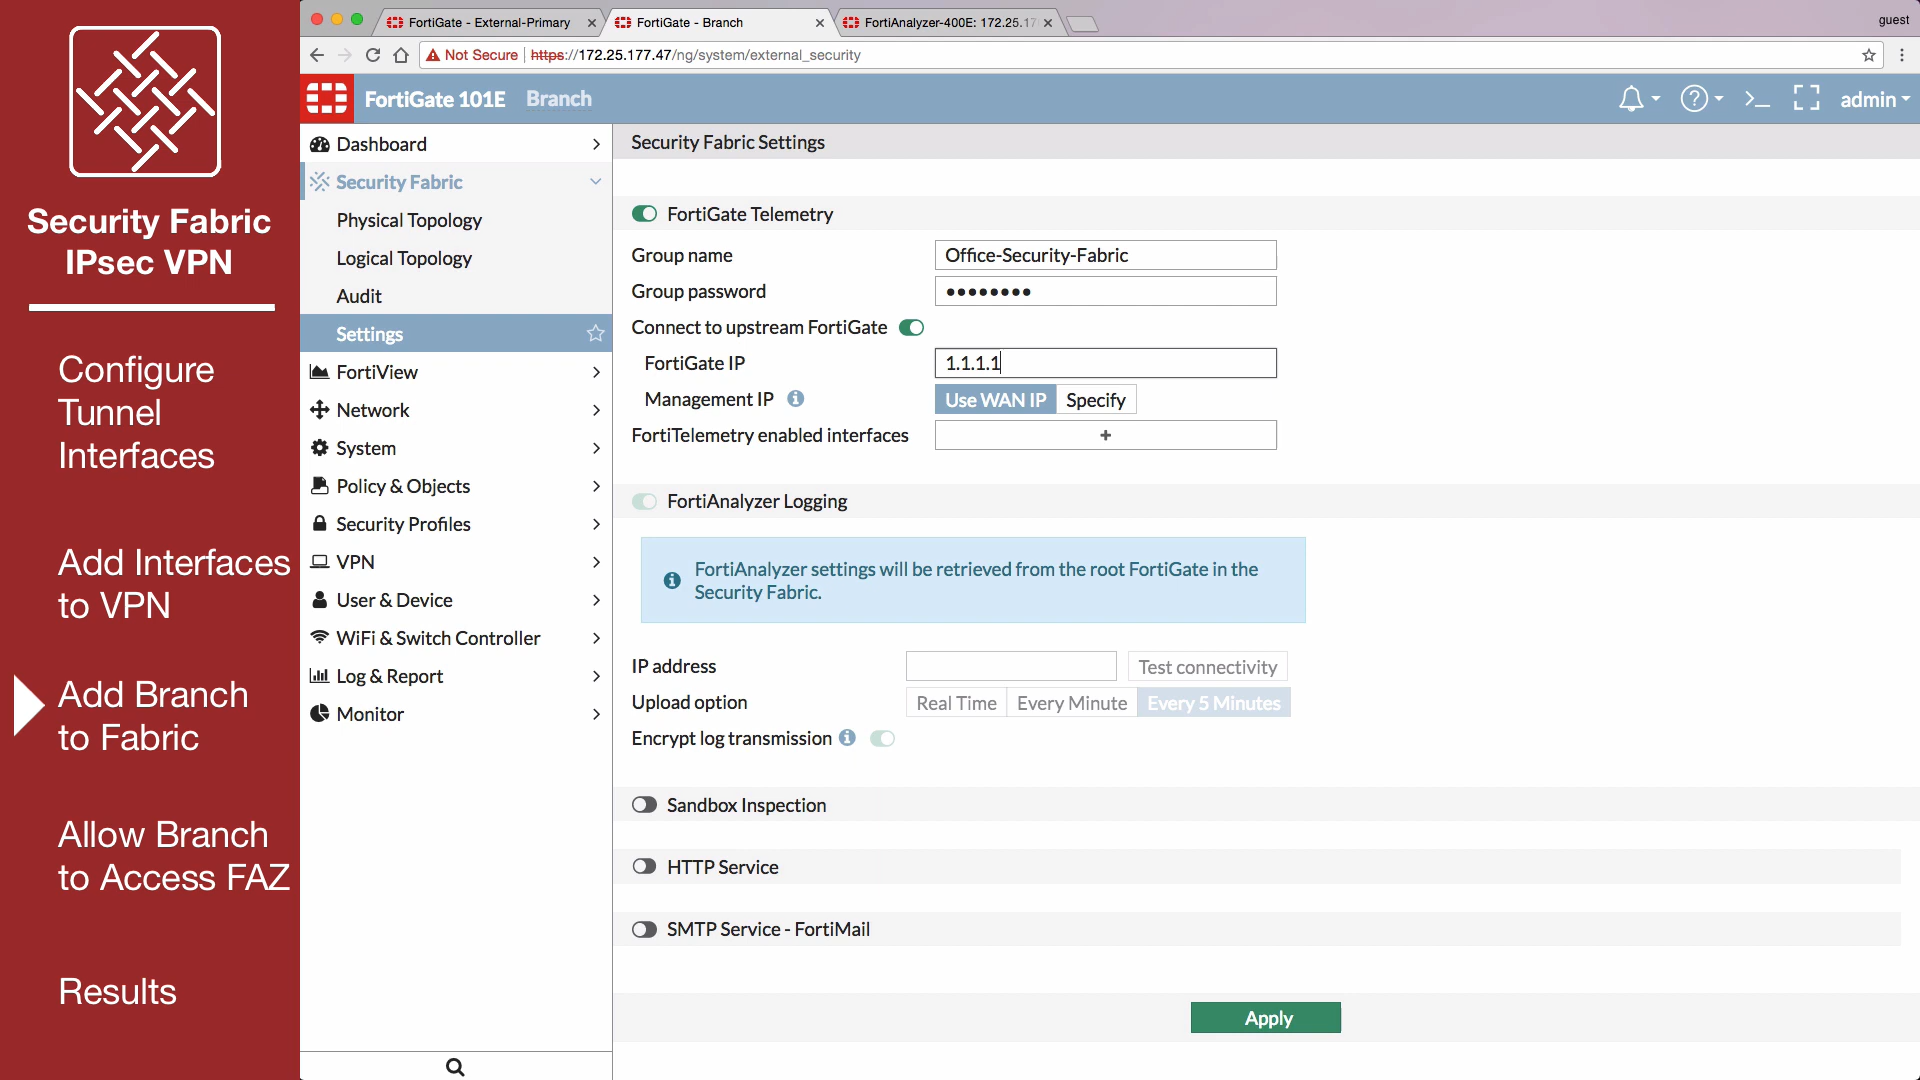 Security Fabric
IPsec VPN
Configure
Tunnel
Interfaces
Add Interfaces
to VPN
Add Branch
to Fabric
Allow Branch
to Access FAZ
Results
FortiGate - External-Primary
FortiGate - Branch
FortiAnalyzer-400E: 172.25.17
guest
Not Secure
https://172.25.177.47/ng/system/external_security
FortiGate 101E Branch
admin
Dashboard
Security Fabric
Physical Topology
Logical Topology
Audit
Settings
FortiView
Network
System
Policy & Objects
Security Profiles
VPN
User & Device
WiFi & Switch Controller
Log & Report
Monitor
Security Fabric Settings
FortiGate Telemetry
Group name Office-Security-Fabric
Group password ••••••••
Connect to upstream FortiGate
FortiGate IP 1.1.1.1
Management IP Use WAN IP Specify
FortiTelemetry enabled interfaces +
FortiAnalyzer Logging
FortiAnalyzer settings will be retrieved from the root FortiGate in the
Security Fabric.
IP address Test connectivity
Upload option Real Time Every Minute Every 5 Minutes
Encrypt log transmission
Sandbox Inspection
HTTP Service
SMTP Service - FortiMail
Apply